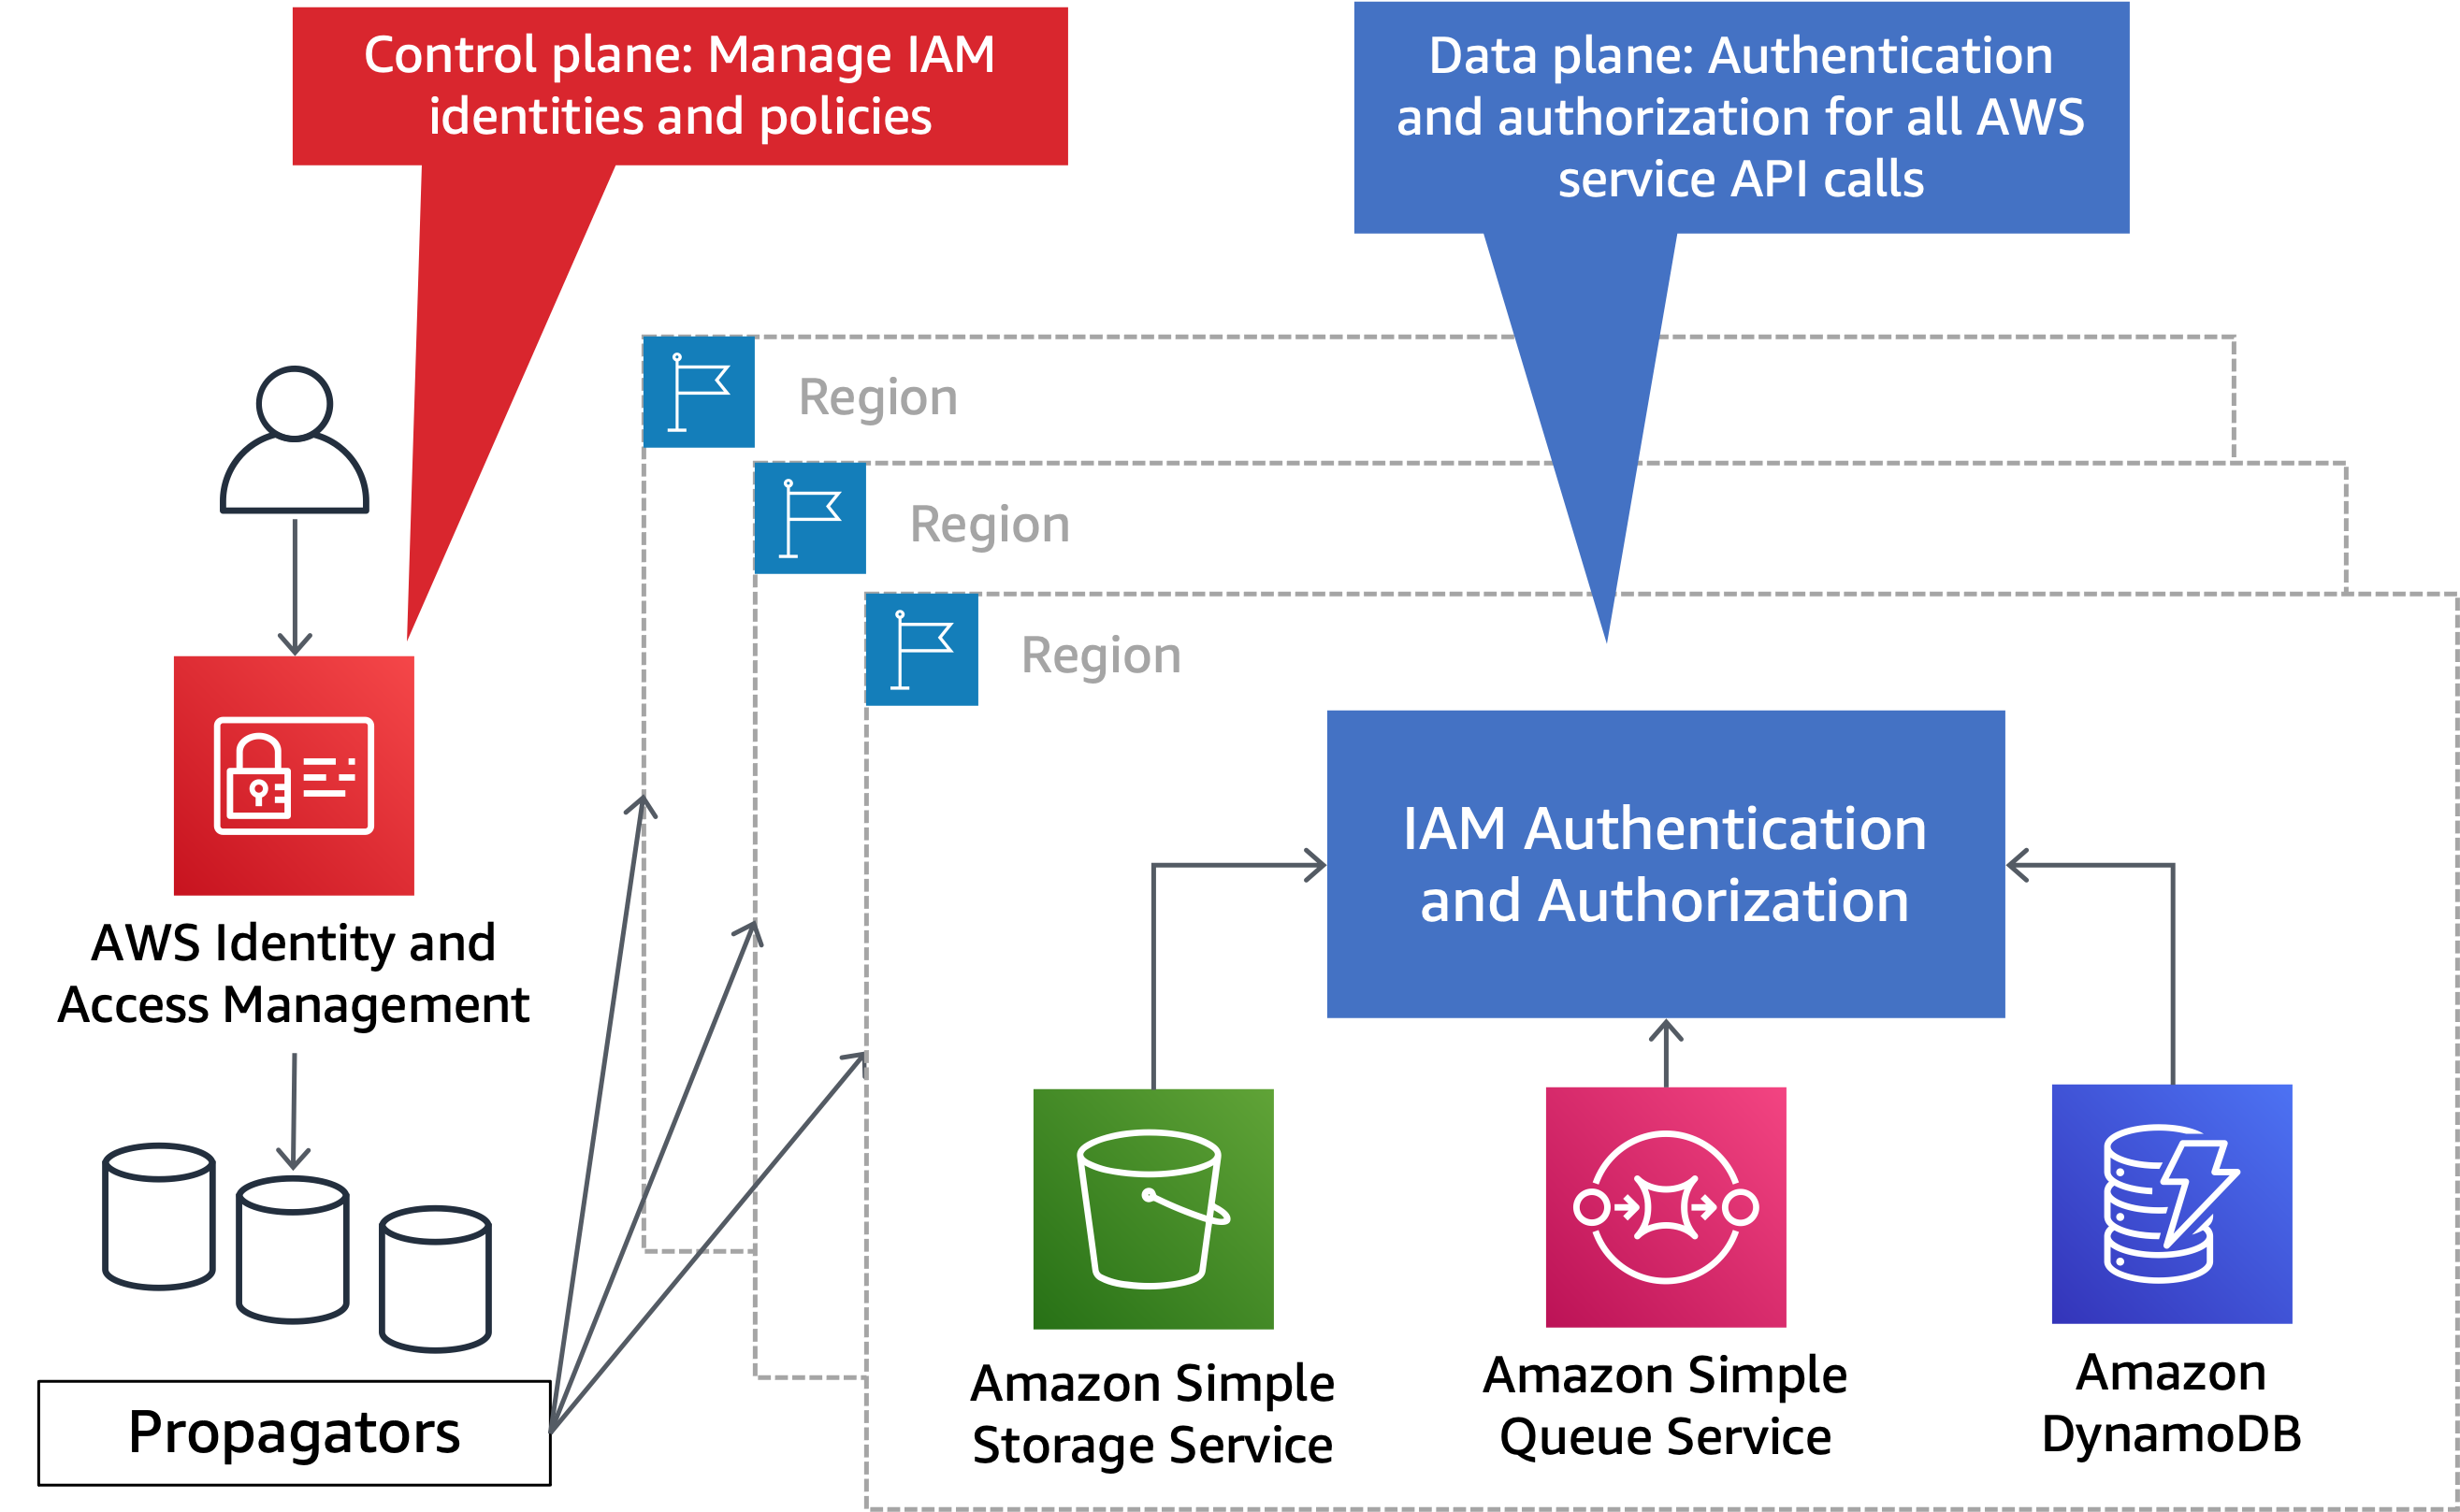 Control plane: Manage IAM
identities and policies
Data plane: Authentication
and authorization for all AWS
service API calls
Region
Region
Region
IAM Authentication
and Authorization
AWS Identity and
Access Management
Propagators
Amazon Simple
Storage Service
Amazon Simple
Queue Service
Amazon
DynamoDB